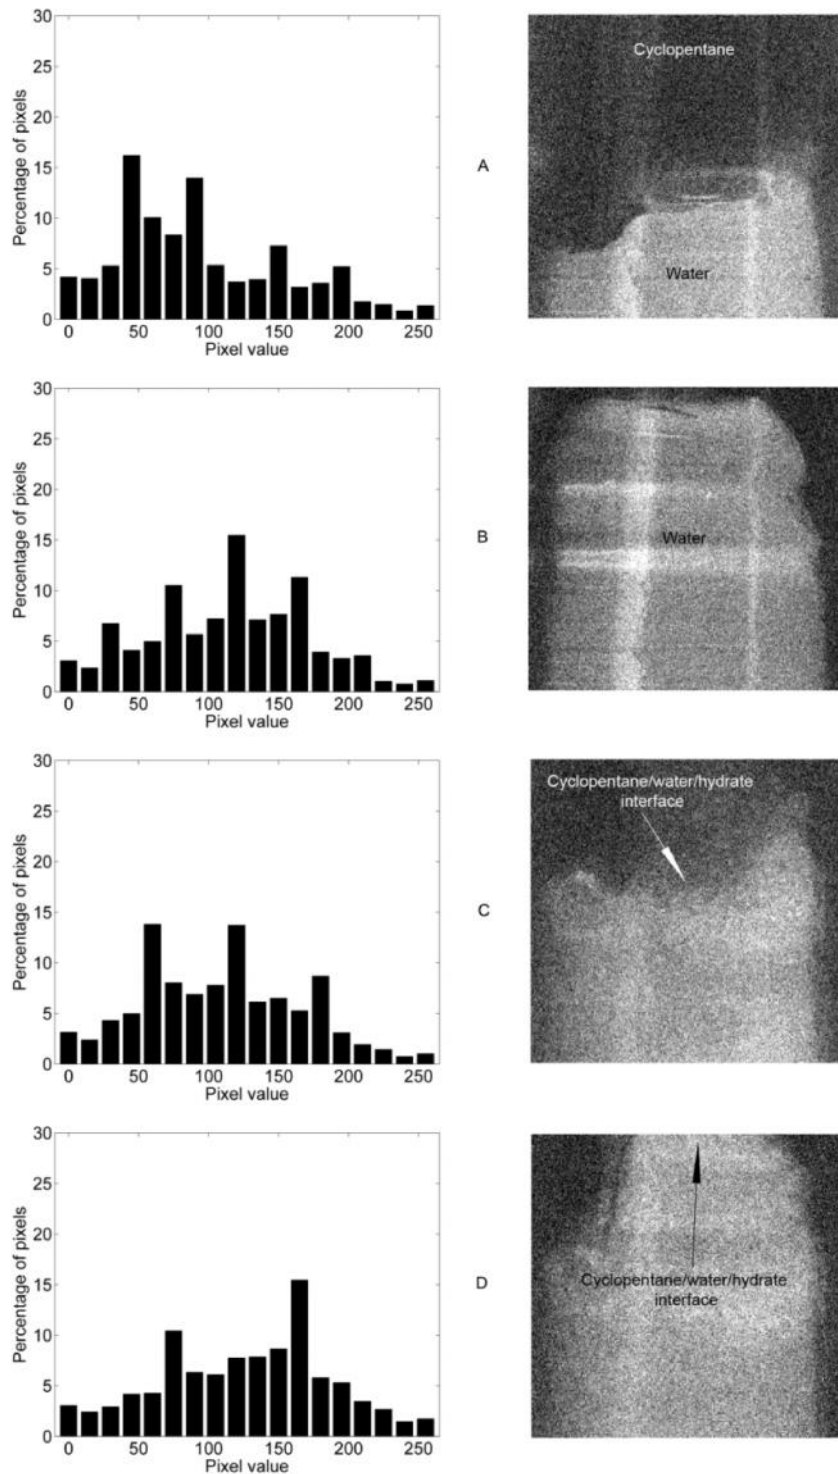 30
25
20
15
10
5
0
Percentage of pixels
0 50 100 150 200 250
Pixel value
A
Cyclopentane
Water
30
25
20
15
10
5
0
Percentage of pixels
0 50 100 150 200 250
Pixel value
B
Water
30
25
20
15
10
5
0
Percentage of pixels
0 50 100 150 200 250
Pixel value
C
Cyclopentane/water/hydrate
interface
30
25
20
15
10
5
0
Percentage of pixels
0 50 100 150 200 250
Pixel value
D
Cyclopentane/water/hydrate
interface